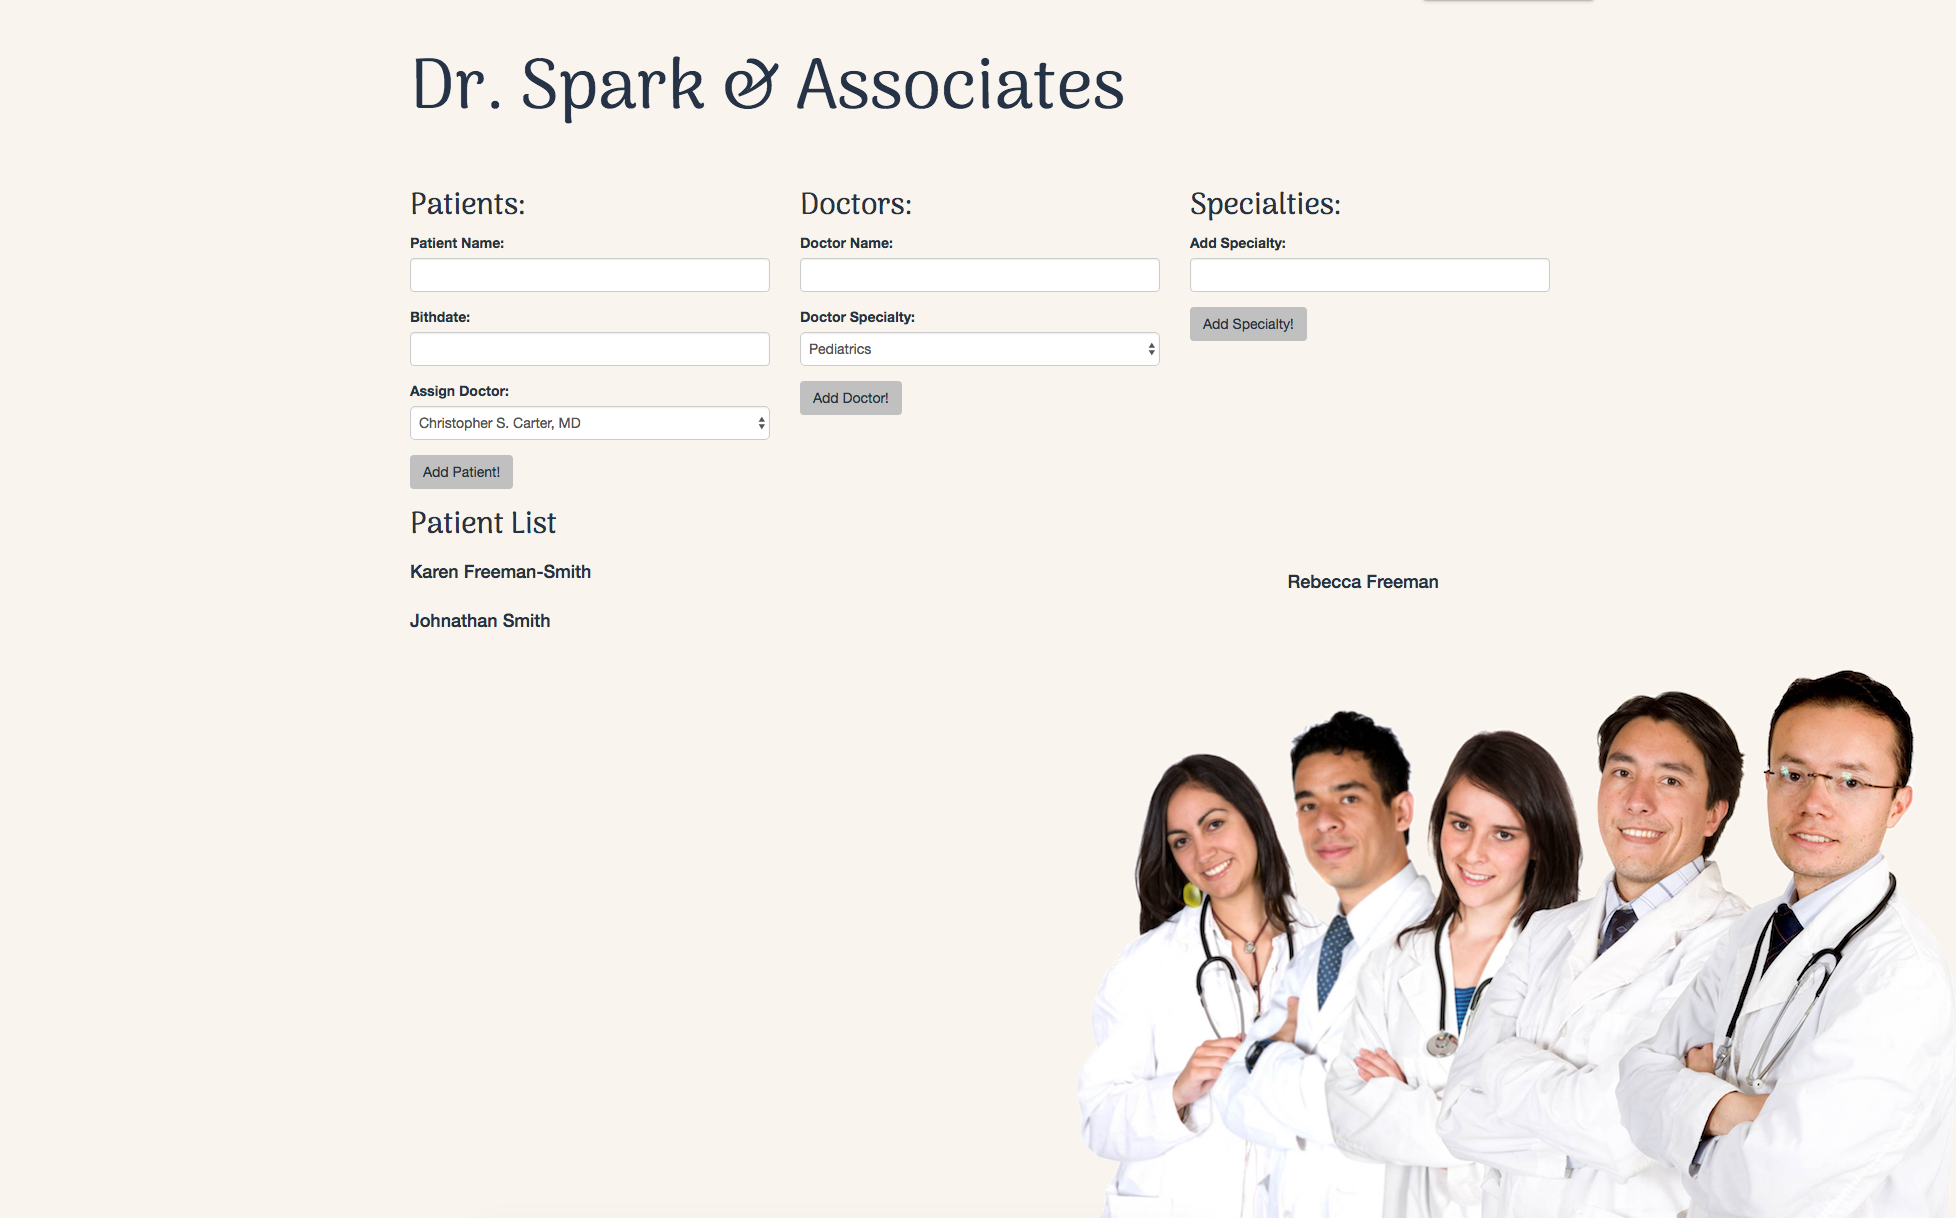 Dr. Spark & Associates
Patients:
Patient Name:
Bithdate:
Assign Doctor:
Christopher S. Carter, MD
Add Patient!
Doctors:
Doctor Name:
Doctor Specialty:
Pediatrics
Add Doctor!
Specialties:
Add Specialty:
Add Specialty!
Patient List
Karen Freeman-Smith
Rebecca Freeman
Johnathan Smith